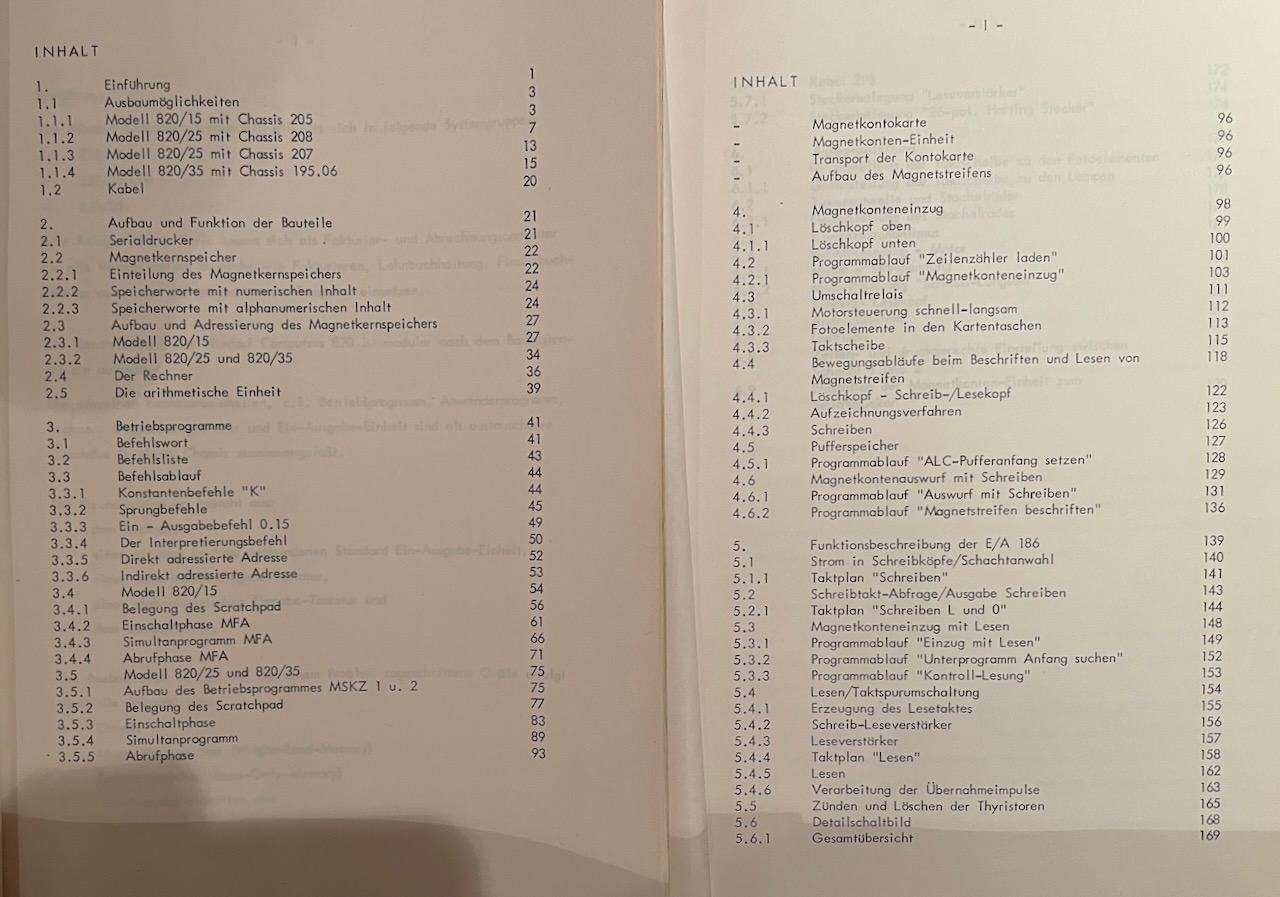 INHALT
1. Einführung 1
1.1 Ausbaumöglichkeiten 3
1.1.1 Modell 820/15 mit Chassis 205 3
1.1.2 Modell 820/25 mit Chassis 208 7
1.1.3 Modell 820/25 mit Chassis 207 13
1.1.4 Modell 820/35 mit Chassis 195.06 15
1.2 Kabel 20
2. Aufbau und Funktion der Bauteile 21
2.1 Serialdrucker 21
2.2 Magnetkernspeicher 22
2.2.1 Einteilung des Magnetkernspeichers 22
2.2.2 Speicherworte mit numerischen Inhalt 24
2.2.3 Speicherworte mit alphanumerischen Inhalt 24
2.3 Aufbau und Adressierung des Magnetkernspeichers 27
2.3.1 Modell 820/15 27
2.3.2 Modell 820/25 und 820/35 34
2.4 Der Rechner 36
2.5 Die arithmetische Einheit 39
3. Betriebsprogramme 41
3.1 Befehlswort 41
3.2 Befehlsliste 43
3.3 Befehlsablauf 44
3.3.1 Konstantenbefehle "K" 44
3.3.2 Sprungbefehle 45
3.3.3 Ein - Ausgabebefehl 0.15 49
3.3.4 Der Interpretierungsbefehl 50
3.3.5 Direkt adressierte Adresse 52
3.3.6 Indirekt adressierte Adresse 53
3.4 Modell 820/15 54
3.4.1 Belegung des Scratchpad 56
3.4.2 Einschaltphase MFA 61
3.4.3 Simultanprogramm MFA 66
3.4.4 Abrufphase MFA 71
3.5 Modell 820/25 und 820/35 75
3.5.1 Aufbau des Betriebsprogrammes MSKZ 1 u. 2 75
3.5.2 Belegung des Scratchpad 77
3.5.3 Einschaltphase 83
3.5.4 Simultanprogramm 89
3.5.5 Abrufphase 93
- I -
INHALT
- Magnetkontokarte 96
- Magnetkonten-Einheit 96
- Transport der Kontokarte 96
- Aufbau des Magnetstreifens 96
4. Magnetkonteneinzug 98
4.1 Löschkopf oben 99
4.1.1 Löschkopf unten 100
4.2 Programmablauf "Zeilenzähler laden" 101
4.2.1 Programmablauf "Magnetkonteneinzug" 103
4.3 Umschaltrelais 111
4.3.1 Motorsteuerung schnell-langsam 112
4.3.2 Fotoelemente in den Kartentaschen 113
4.3.3 Taktscheibe 115
4.4 Bewegungsabläufe beim Beschriften und Lesen von 118
Magnetstreifen
4.4.1 Löschkopf - Schreib-/Lesekopf 122
4.4.2 Aufzeichnungsverfahren 123
4.4.3 Schreiben 126
4.5 Pufferspeicher 127
4.5.1 Programmablauf "ALC-Pufferanfang setzen" 128
4.6 Magnetkontenauswurf mit Schreiben 129
4.6.1 Programmablauf "Auswurf mit Schreiben" 131
4.6.2 Programmablauf "Magnetstreifen beschriften" 136
5. Funktionsbeschreibung der E/A 186 139
5.1 Strom in Schreibköpfe/Schachtanwahl 140
5.1.1 Taktplan "Schreiben" 141
5.2 Schreibtakt-Abfrage/Ausgabe Schreiben 143
5.2.1 Taktplan "Schreiben L und 0" 144
5.3 Magnetkonteneinzug mit Lesen 148
5.3.1 Programmablauf "Einzug mit Lesen" 149
5.3.2 Programmablauf "Unterprogramm Anfang suchen" 152
5.3.3 Programmablauf "Kontroll-Lesung" 153
5.4 Lesen/Taktspurumschaltung 154
5.4.1 Erzeugung des Lesetaktes 155
5.4.2 Schreib-Leseverstärker 156
5.4.3 Leseverstärker 157
5.4.4 Taktplan "Lesen" 158
5.4.5 Lesen 162
5.4.6 Verarbeitung der Übernahmeimpulse 163
5.5 Zünden und Löschen der Thyristoren 165
5.6 Detailschaltbild 168
5.6.1 Gesamtübersicht 169